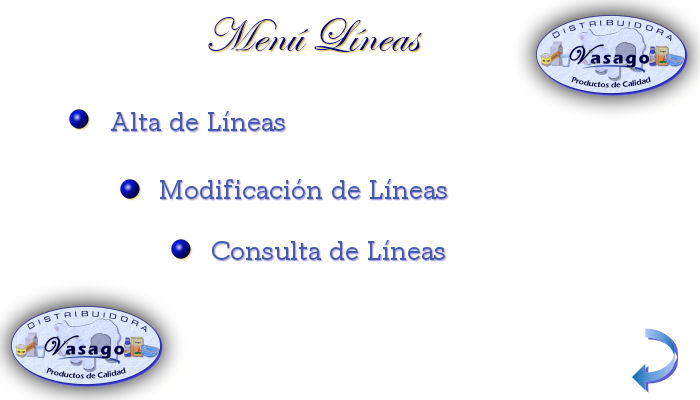 Menú Líneas
DISTRIBUIDORA
Vasago
Productos de Calidad
Alta de Líneas
Modificación de Líneas
Consulta de Líneas
DISTRIBUIDORA
Vasago
Productos de Calidad